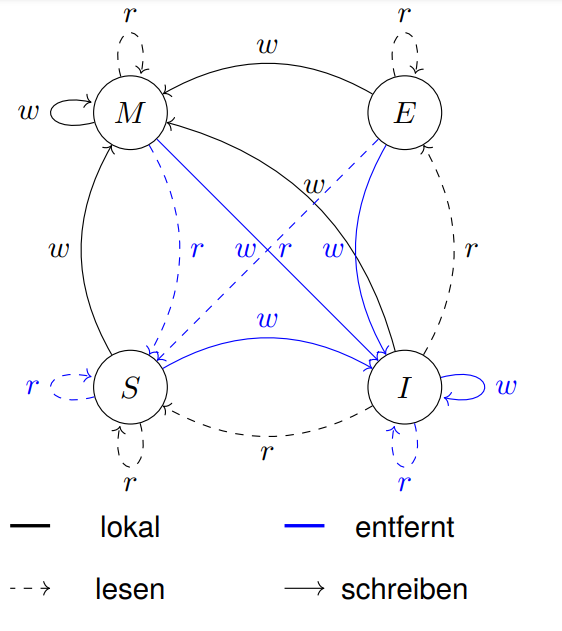 r r
w
w M E
w
w w r w r
r S I w
r
r r
lokal entfernt
lesen schreiben